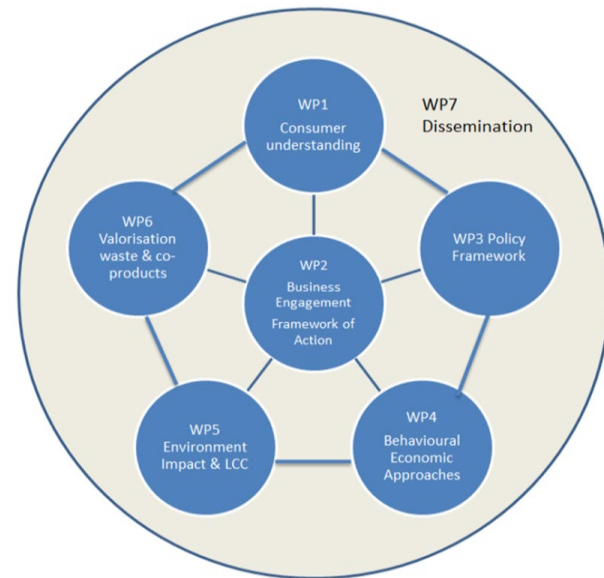 WP1
Consumer
understanding
WP7
Dissemination
WP6
Valorisation
waste & co-
products
WP3 Policy
Framework
WP2
Business
Engagement
Framework of
Action
WP5
Environment
Impact & LCC
WP4
Behavioural
Economic
Approaches